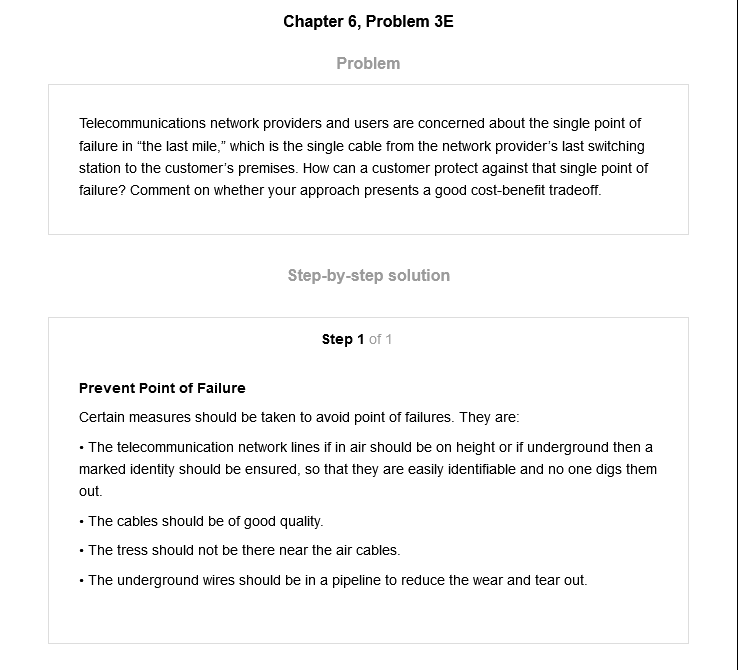 Chapter 6, Problem 3E
Problem
Telecommunications network providers and users are concerned about the single point of
failure in “the last mile,” which is the single cable from the network provider’s last switching
station to the customer’s premises. How can a customer protect against that single point of
failure? Comment on whether your approach presents a good cost-benefit tradeoff.
Step-by-step solution
Step 1 of 1
Prevent Point of Failure
Certain measures should be taken to avoid point of failures. They are:
• The telecommunication network lines if in air should be on height or if underground then a
marked identity should be ensured, so that they are easily identifiable and no one digs them
out.
• The cables should be of good quality.
• The tress should not be there near the air cables.
• The underground wires should be in a pipeline to reduce the wear and tear out.